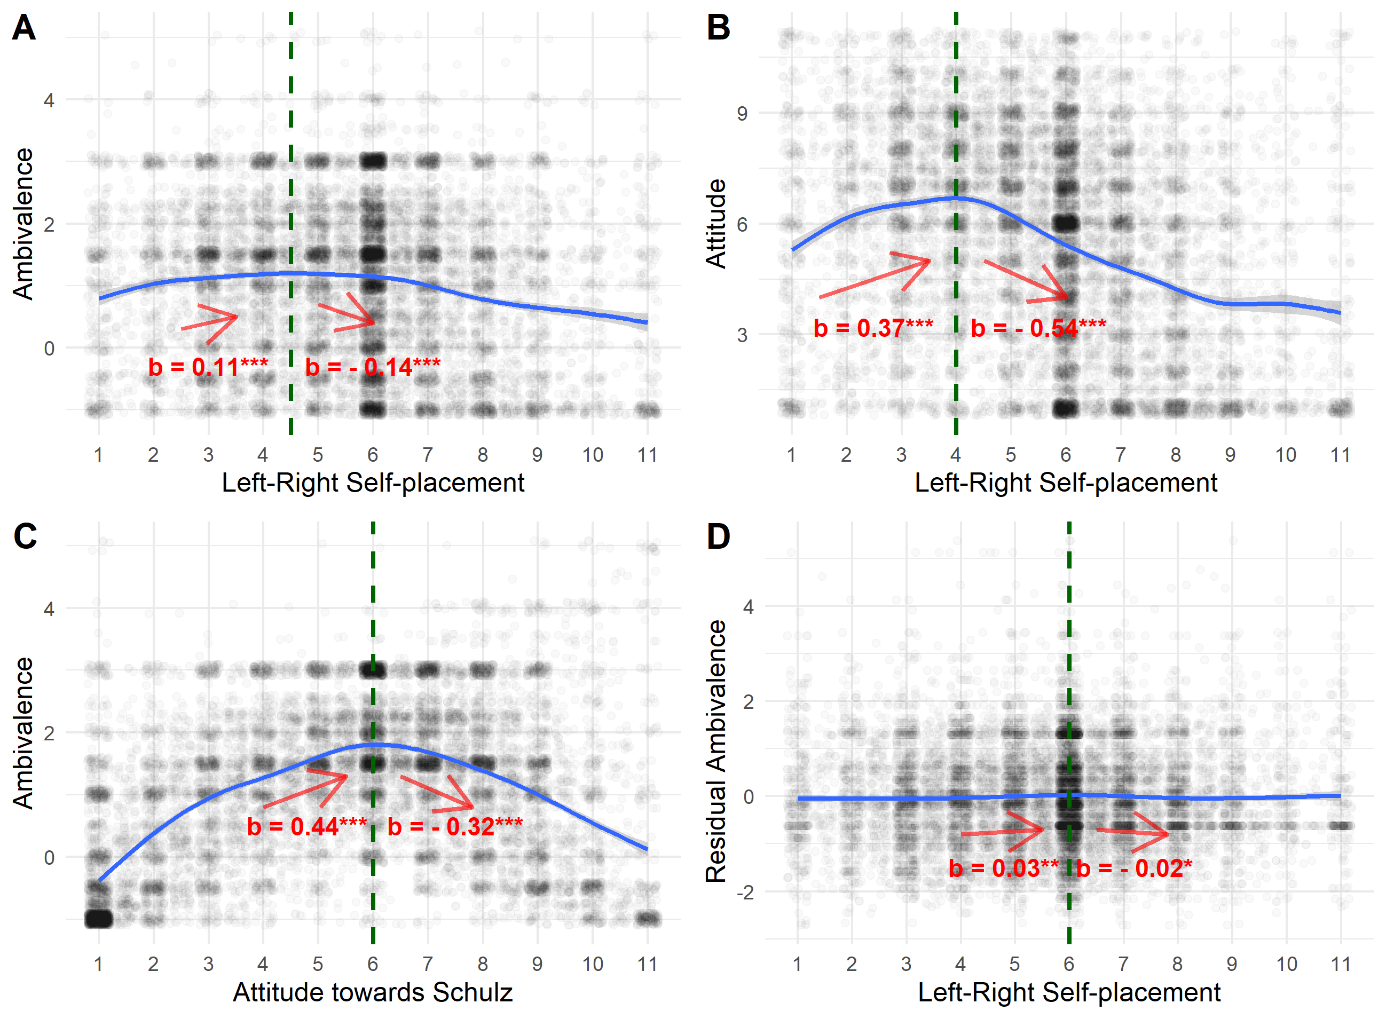 A
Ambivalence
4
2
0
b = 0.11***
b = - 0.14***
1 2 3 4 5 6 7 8 9 10 11
Left-Right Self-placement
B
Attitude
9
6
3
b = 0.37***
b = - 0.54***
1 2 3 4 5 6 7 8 9 10 11
Left-Right Self-placement
C
Ambivalence
4
2
0
b = 0.44***
b = - 0.32***
1 2 3 4 5 6 7 8 9 10 11
Attitude towards Schulz
D
Residual Ambivalence
4
2
0
-2
b = 0.03**
b = - 0.02*
1 2 3 4 5 6 7 8 9 10 11
Left-Right Self-placement